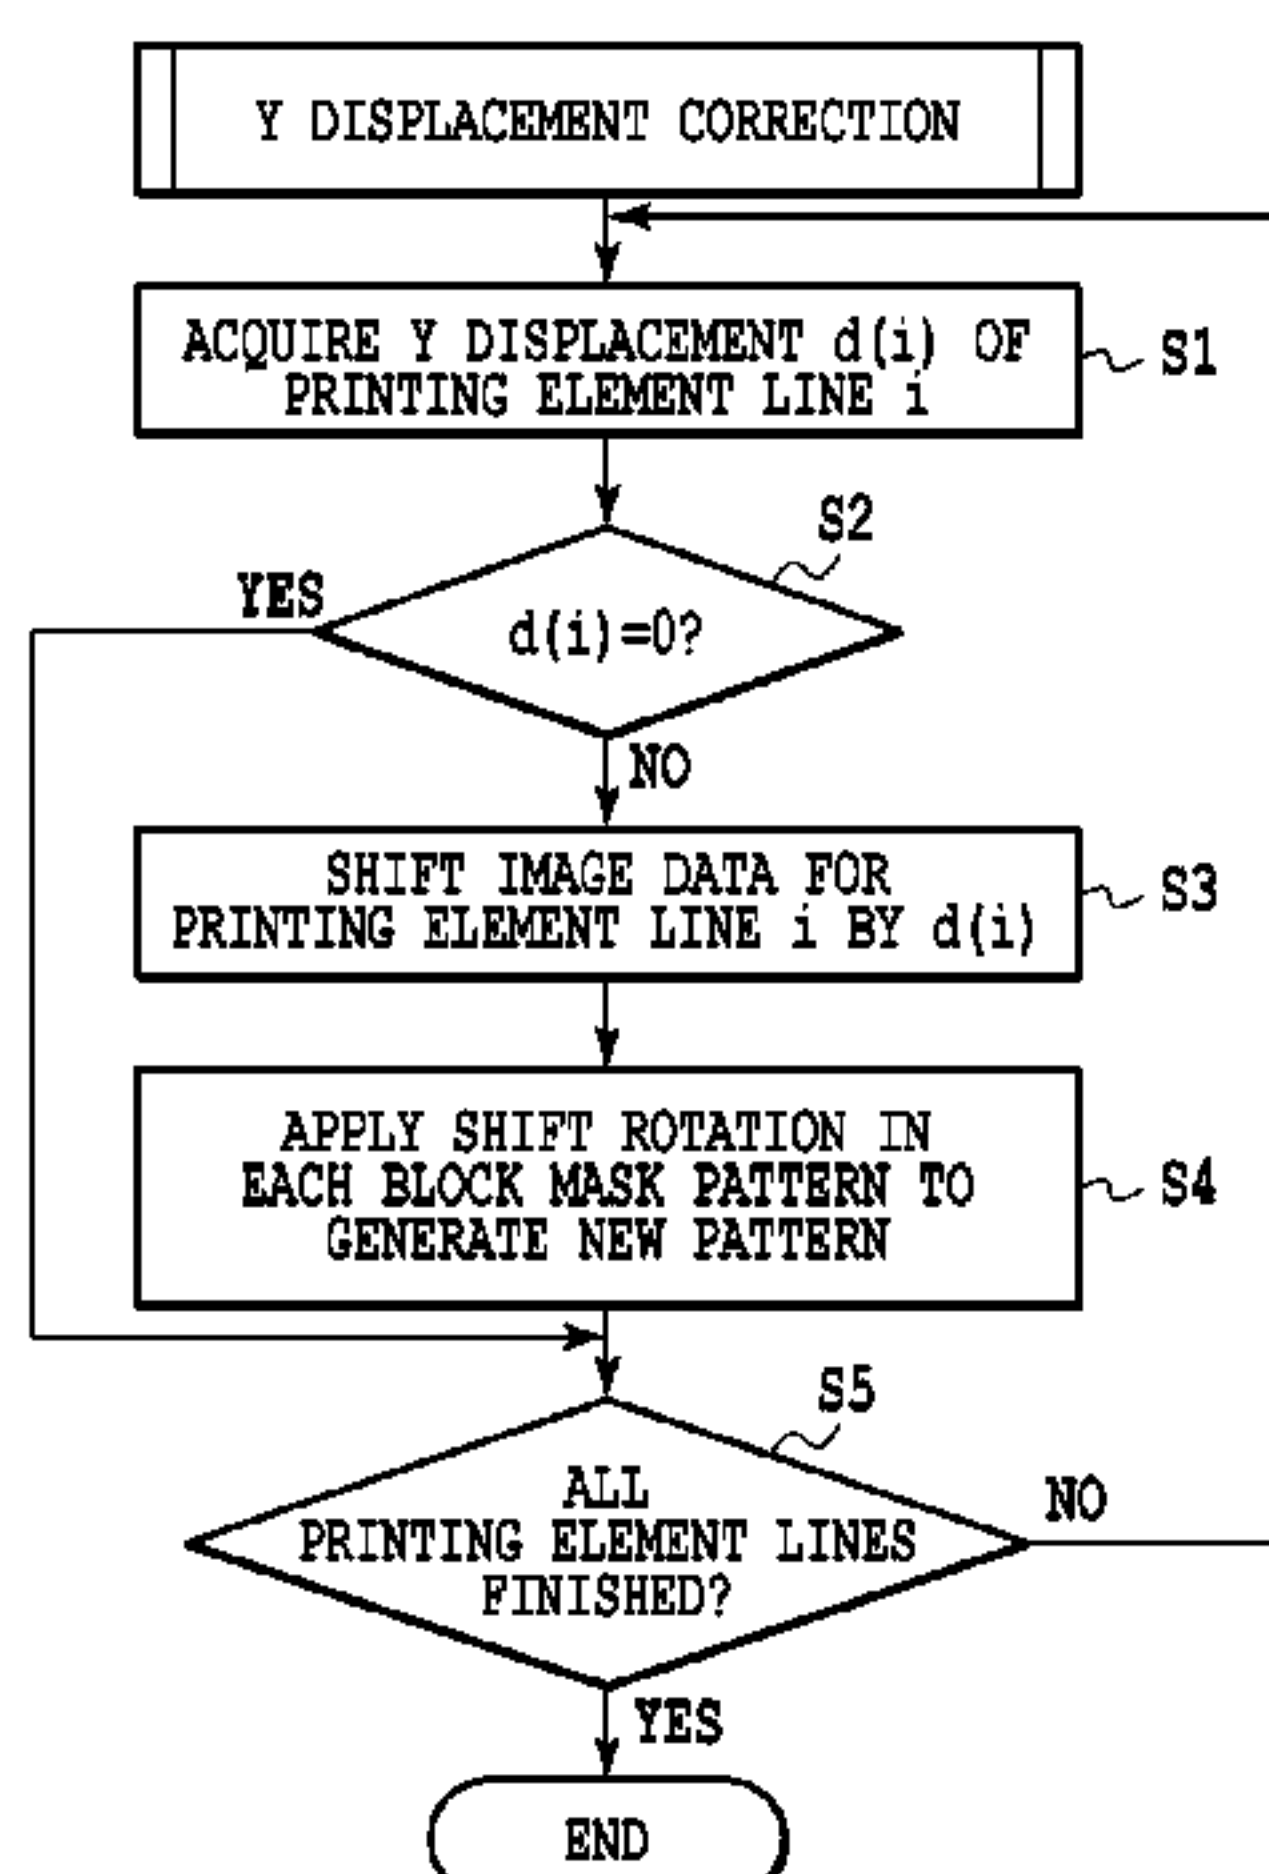 Y DISPLACEMENT CORRECTION
ACQUIRE Y DISPLACEMENT d(i) OF
PRINTING ELEMENT LINE i
S1
S2
YES
d(i)=0?
NO
SHIFT IMAGE DATA FOR
PRINTING ELEMENT LINE i BY d(i)
S3
APPLY SHIFT ROTATION IN
EACH BLOCK MASK PATTERN TO
GENERATE NEW PATTERN
S4
S5
ALL
PRINTING ELEMENT LINES
FINISHED?
NO
YES
END